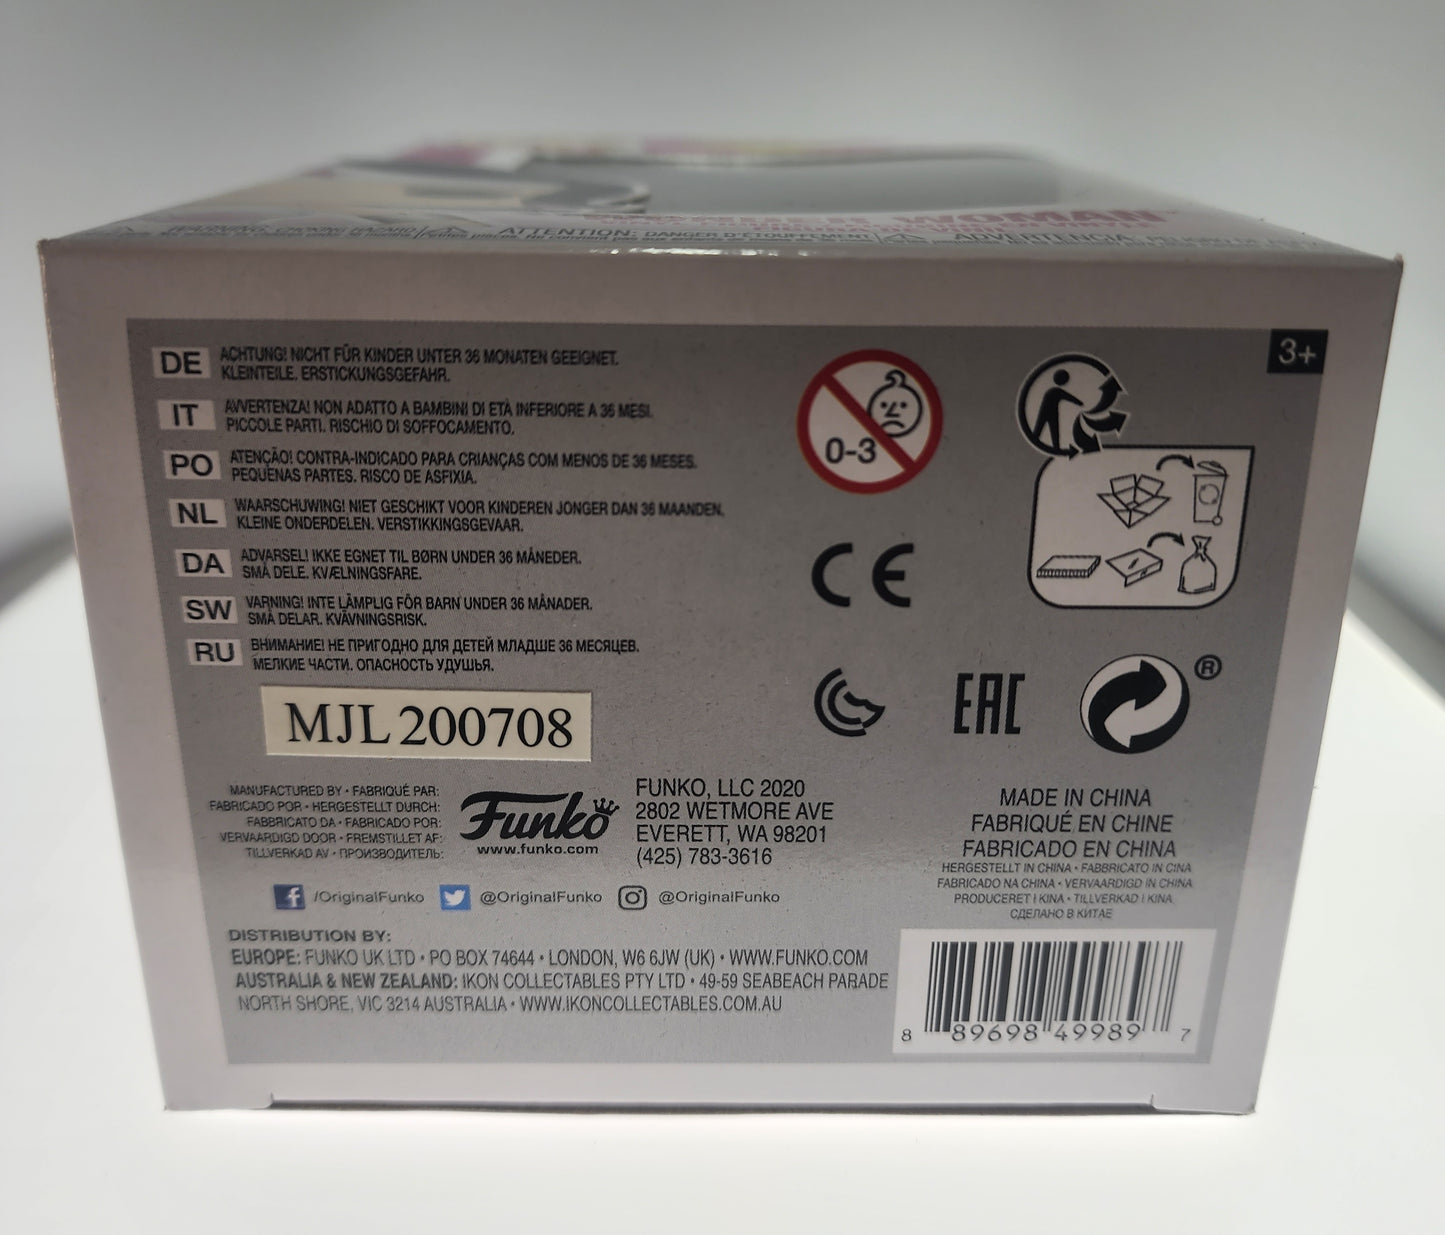 WOMAN
WARNING: CHOKING HAZARD
ATTENTION: DANGER D'ÉTOUFFEMENT
ADVERTENCIA:
3+
DE ACHTUNG! NICHT FÜR KINDER UNTER 36 MONATEN GEEIGNET.
KLEINTEILE. ERSTICKUNGSGEFAHR.
IT AVVERTENZA! NON ADATTO A BAMBINI DI ETÀ INFERIORE A 36 MESI.
PICCOLE PARTI. RISCHIO DI SOFFOCAMENTO.
PO ATENÇÃO! CONTRA-INDICADO PARA CRIANÇAS COM MENOS DE 36 MESES.
PEQUENAS PARTES. RISCO DE ASFIXIA.
NL WAARSCHUWING! NIET GESCHIKT VOOR KINDEREN JONGER DAN 36 MAANDEN.
KLEINE ONDERDELEN. VERSTIKKINGSGEVAAR.
DA ADVARSEL! IKKE EGNET TIL BØRN UNDER 36 MÅNEDER.
SMÅ DELE. KVÆLNINGSFARE.
SW VARNING! INTE LÄMPLIG FÖR BARN UNDER 36 MÅNADER.
SMÅ DELAR. KVÄVNINGSRISK.
RU ВНИМАНИЕ! НЕ ПРИГОДНО ДЛЯ ДЕТЕЙ МЛАДШЕ 36 МЕСЯЦЕВ.
МЕЛКИЕ ЧАСТИ. ОПАСНОСТЬ УДУШЬЯ.
0-3
CE
EAC
®
MJL 200708
MANUFACTURED BY • FABRIQUÉ PAR:
FABRICADO POR • HERGESTELLT DURCH:
FABBRICATO DA • FABRICADO POR:
VERVAARDIGD DOOR • FREMSTILLET AF:
TILLVERKAD AV • ПРОИЗВОДИТЕЛЬ:
Funko
www.funko.com
FUNKO, LLC 2020
2802 WETMORE AVE
EVERETT, WA 98201
(425) 783-3616
MADE IN CHINA
FABRIQUÉ EN CHINE
FABRICADO EN CHINA
HERGESTELLT IN CHINA • FABBRICATO IN CINA
FABRICADO NA CHINA • VERVAARDIGD IN CHINA
PRODUCERET I KINA • TILLVERKAD I KINA
СДЕЛАНО В КИТАЕ
f /OriginalFunko @OriginalFunko @OriginalFunko
DISTRIBUTION BY:
EUROPE: FUNKO UK LTD • PO BOX 74644 • LONDON, W6 6JW (UK) • WWW.FUNKO.COM
AUSTRALIA & NEW ZEALAND: IKON COLLECTABLES PTY LTD • 49-59 SEABEACH PARADE
NORTH SHORE, VIC 3214 AUSTRALIA • WWW.IKONCOLLECTABLES.COM.AU
8 89698 49989 7